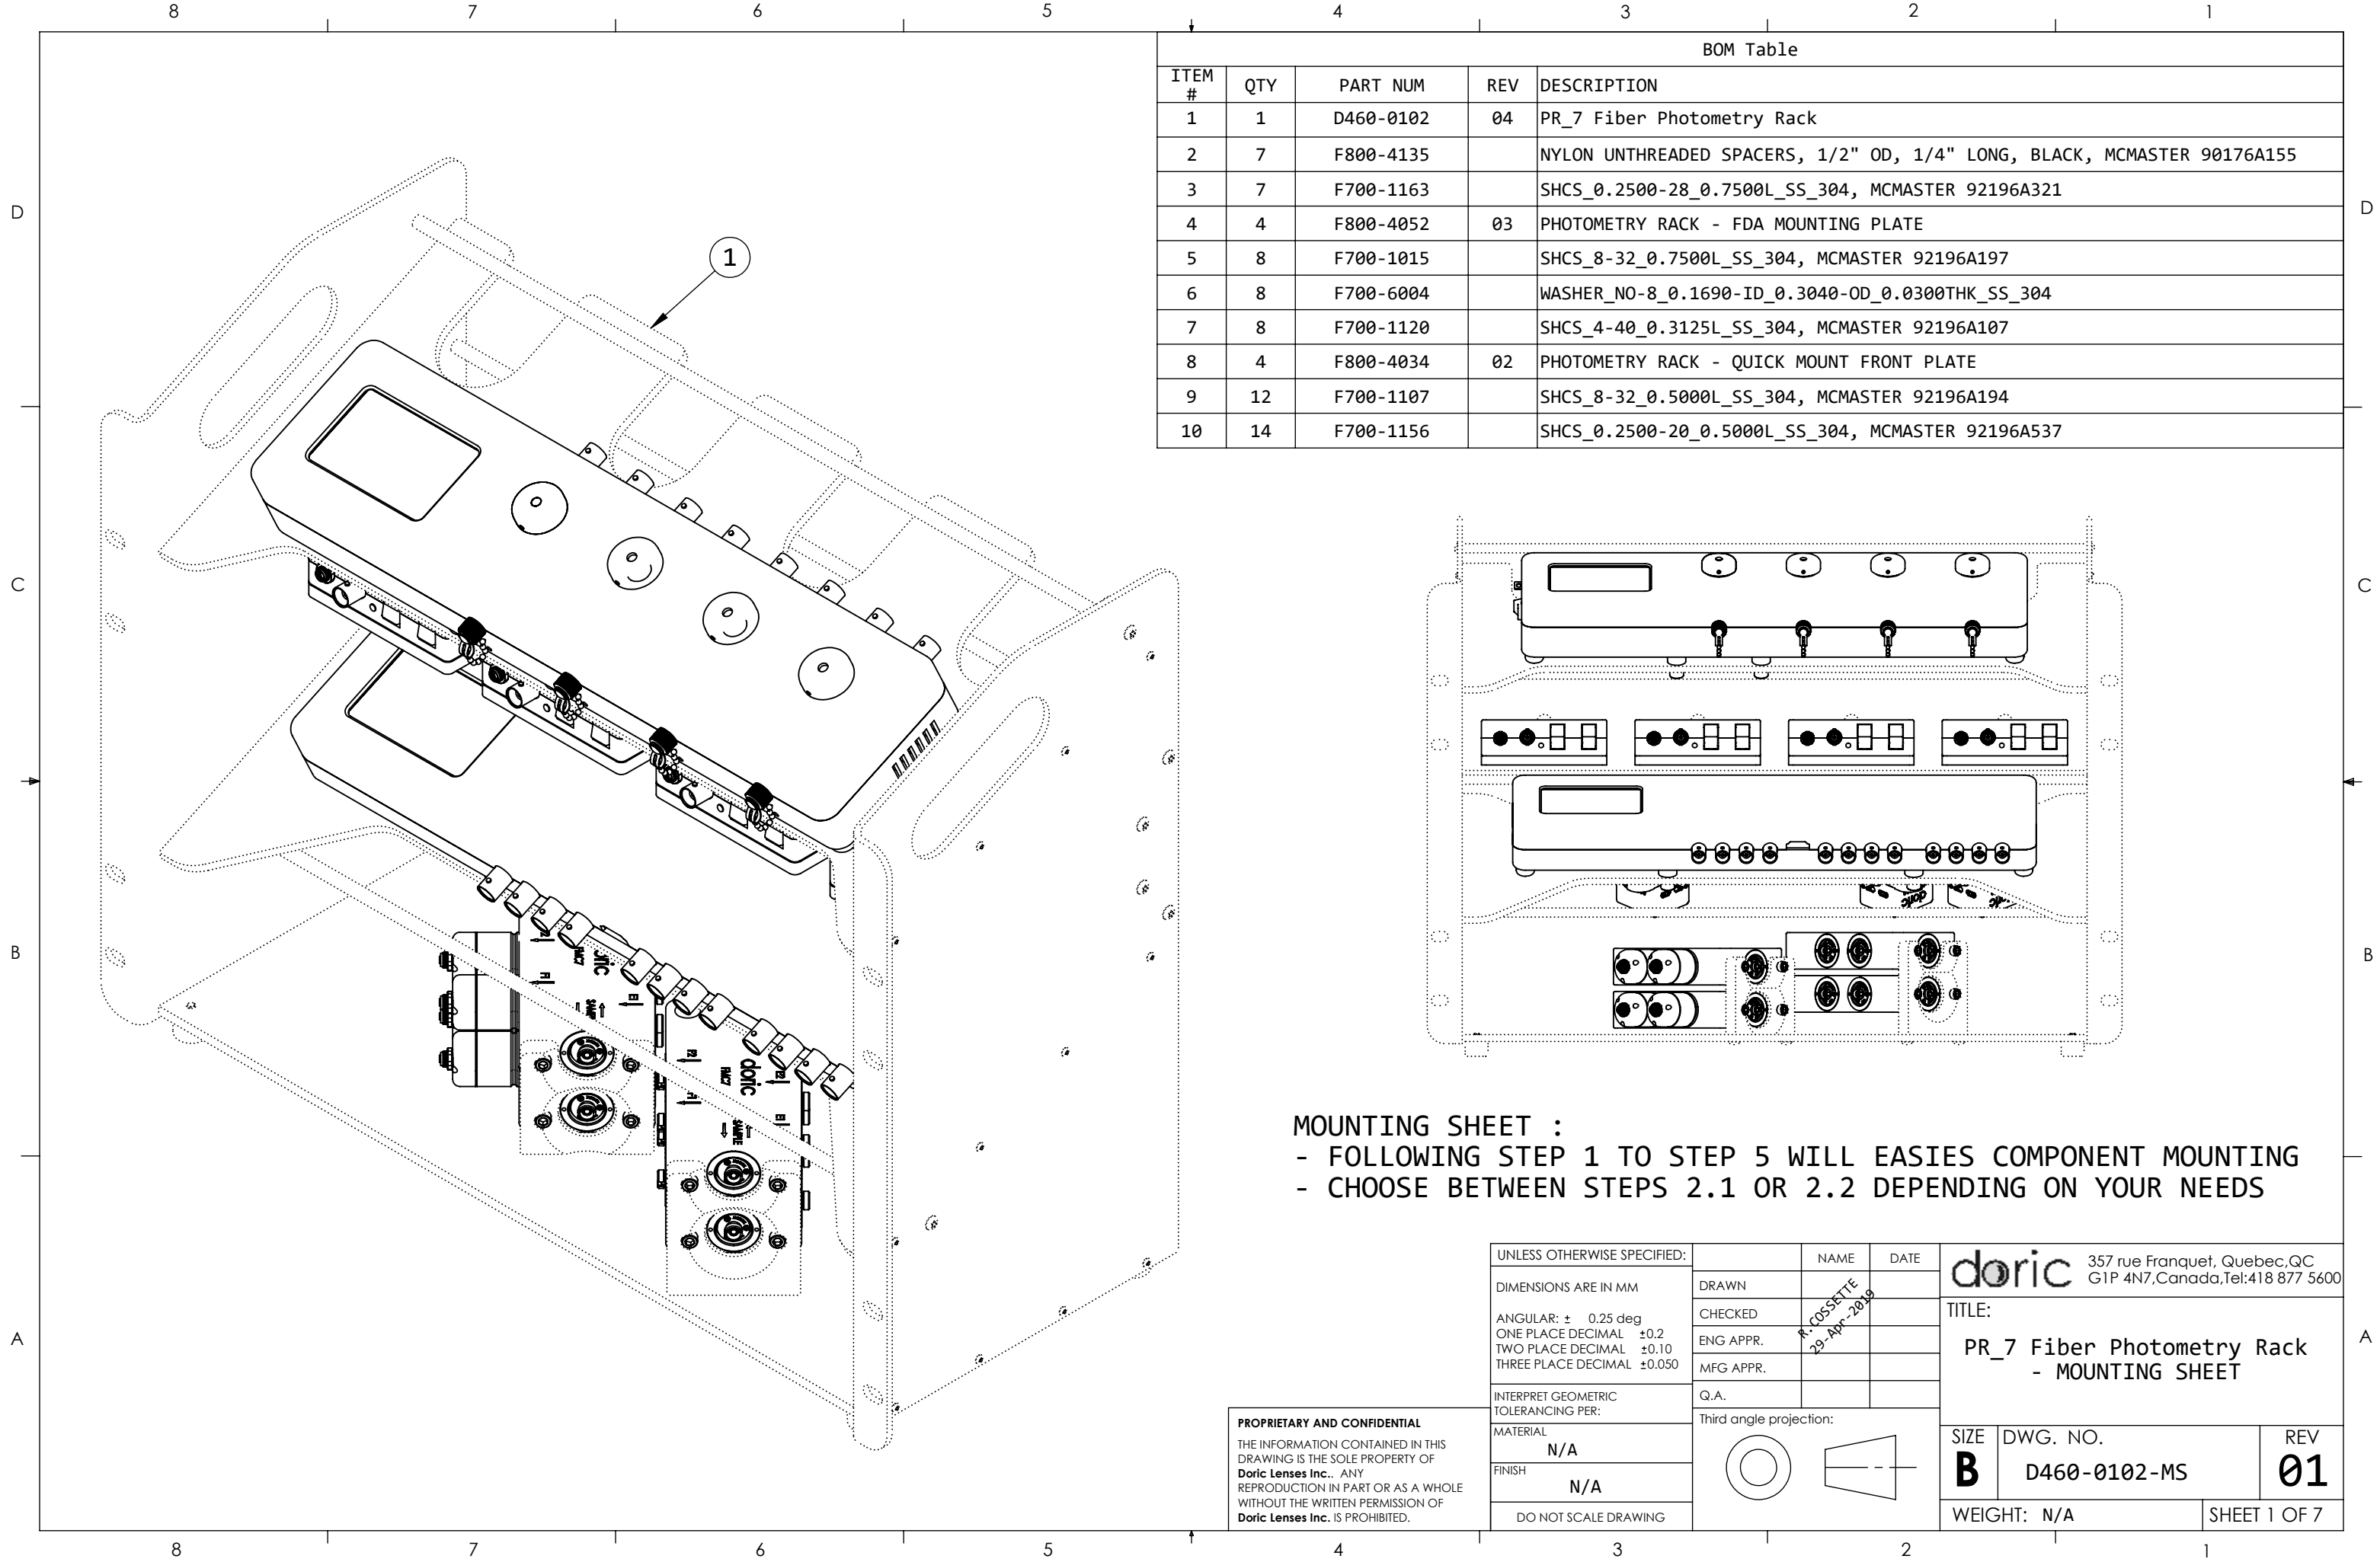 8 7 6 5 4 3 2 1
BOM Table
ITEM # QTY PART NUM REV DESCRIPTION
1 1 D460-0102 04 PR_7 Fiber Photometry Rack
2 7 F800-4135 NYLON UNTHREADED SPACERS, 1/2" OD, 1/4" LONG, BLACK, MCMASTER 90176A155
3 7 F700-1163 SHCS_0.2500-28_0.7500L_SS_304, MCMASTER 92196A321
4 4 F800-4052 03 PHOTOMETRY RACK - FDA MOUNTING PLATE
5 8 F700-1015 SHCS_8-32_0.7500L_SS_304, MCMASTER 92196A197
6 8 F700-6004 WASHER_NO-8_0.1690-ID_0.3040-OD_0.0300THK_SS_304
7 8 F700-1120 SHCS_4-40_0.3125L_SS_304, MCMASTER 92196A107
8 4 F800-4034 02 PHOTOMETRY RACK - QUICK MOUNT FRONT PLATE
9 12 F700-1107 SHCS_8-32_0.5000L_SS_304, MCMASTER 92196A194
10 14 F700-1156 SHCS_0.2500-20_0.5000L_SS_304, MCMASTER 92196A537
D D
1
C C
B B
doric
FMC7
SAMPLE
E2
E1
doric
MOUNTING SHEET :
- FOLLOWING STEP 1 TO STEP 5 WILL EASIES COMPONENT MOUNTING
- CHOOSE BETWEEN STEPS 2.1 OR 2.2 DEPENDING ON YOUR NEEDS
A A
PROPRIETARY AND CONFIDENTIAL
THE INFORMATION CONTAINED IN THIS
DRAWING IS THE SOLE PROPERTY OF
Doric Lenses Inc.. ANY
REPRODUCTION IN PART OR AS A WHOLE
WITHOUT THE WRITTEN PERMISSION OF
Doric Lenses Inc. IS PROHIBITED.
UNLESS OTHERWISE SPECIFIED:
DIMENSIONS ARE IN MM
ANGULAR: ± 0.25 deg
ONE PLACE DECIMAL ±0.2
TWO PLACE DECIMAL ±0.10
THREE PLACE DECIMAL ±0.050
INTERPRET GEOMETRIC
TOLERANCING PER:
MATERIAL
N/A
FINISH
N/A
DO NOT SCALE DRAWING
NAME DATE
DRAWN
CHECKED
ENG APPR.
MFG APPR.
Q.A.
R.COSSETTE
29-Apr-2019
Third angle projection:
doric
357 rue Franquet, Quebec,QC
G1P 4N7,Canada,Tel:418 877 5600
TITLE:
PR_7 Fiber Photometry Rack
- MOUNTING SHEET
SIZE DWG. NO. REV
B D460-0102-MS 01
WEIGHT: N/A SHEET 1 OF 7
8 7 6 5 4 3 2 1